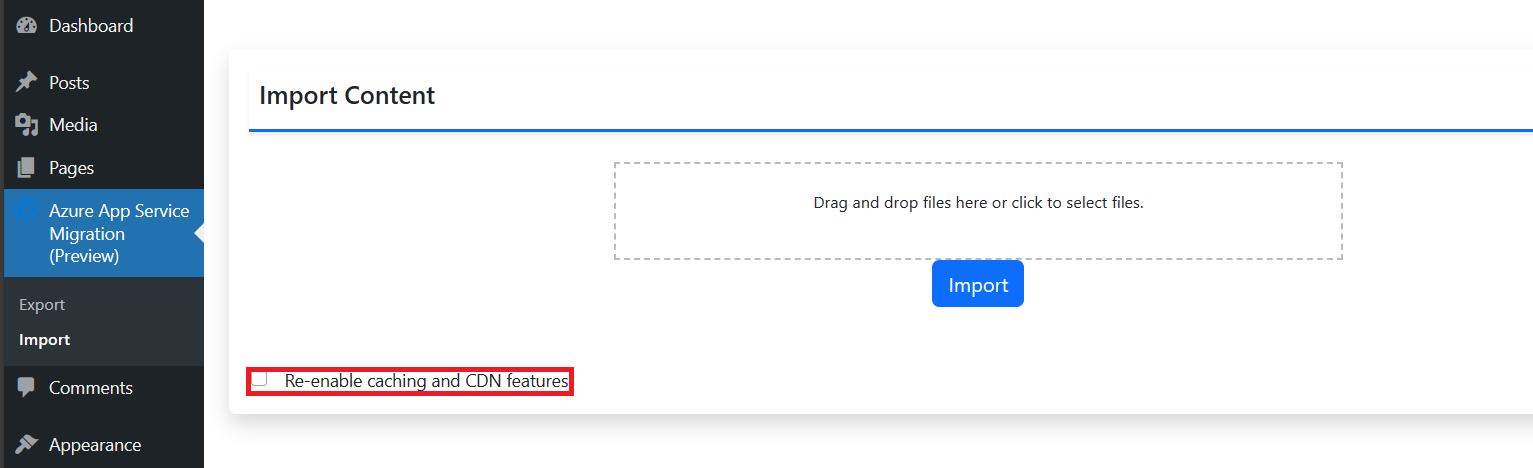 Dashboard
Posts
Media
Pages
Azure App Service
Migration
(Preview)
Export
Import
Comments
Appearance
Import Content
Drag and drop files here or click to select files.
Import
Re-enable caching and CDN features